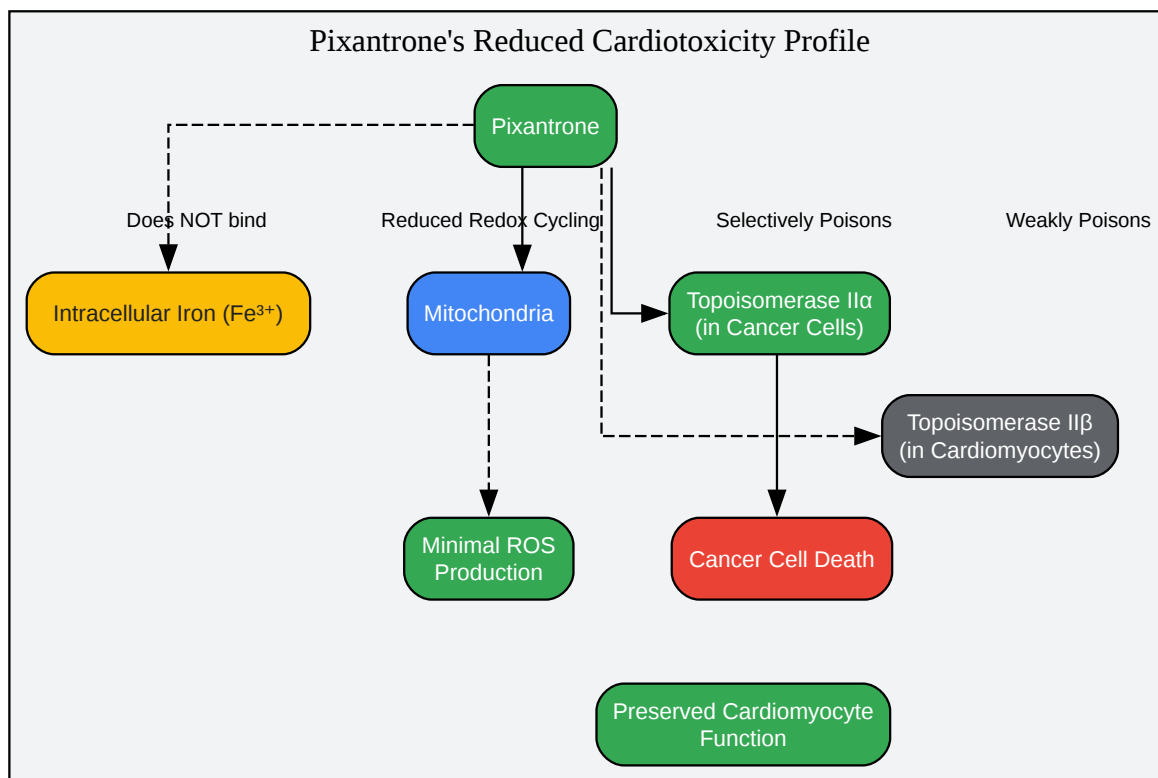 Pixantrone's Reduced Cardiotoxicity Profile
Pixantrone
Does NOT bind
Reduced Redox Cycling
Selectively Poisons
Weakly Poisons
Intracellular Iron (Fe³⁺)
Mitochondria
Topoisomerase IIα
(in Cancer Cells)
Topoisomerase IIβ
(in Cardiomyocytes)
Minimal ROS
Production
Cancer Cell Death
Preserved Cardiomyocyte
Function